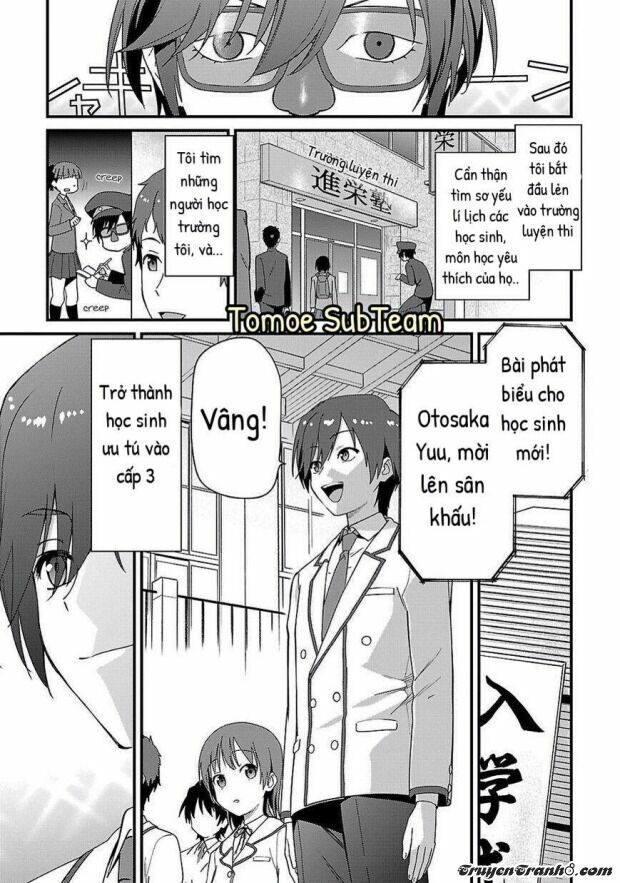 Sau đó
tôi bắt
đầu lẻn
vào trường
luyện thi
Trường luyện thi
進栄塾
栄
Cẩn thận
tìm sơ yếu
lí lịch các
học sinh,
môn học yêu
thích của họ..
Tôi tìm
những
người học
trường
tôi, và...
creep
creep
Tomoe SubTeam
Bài phát
biểu cho
học sinh
mới!
Otosaka
Yuu, mời
lên sân
khấu!
Vâng!
Trở thành
học sinh
ưu tú vào
cấp 3
入学
TruyenTranh8.com